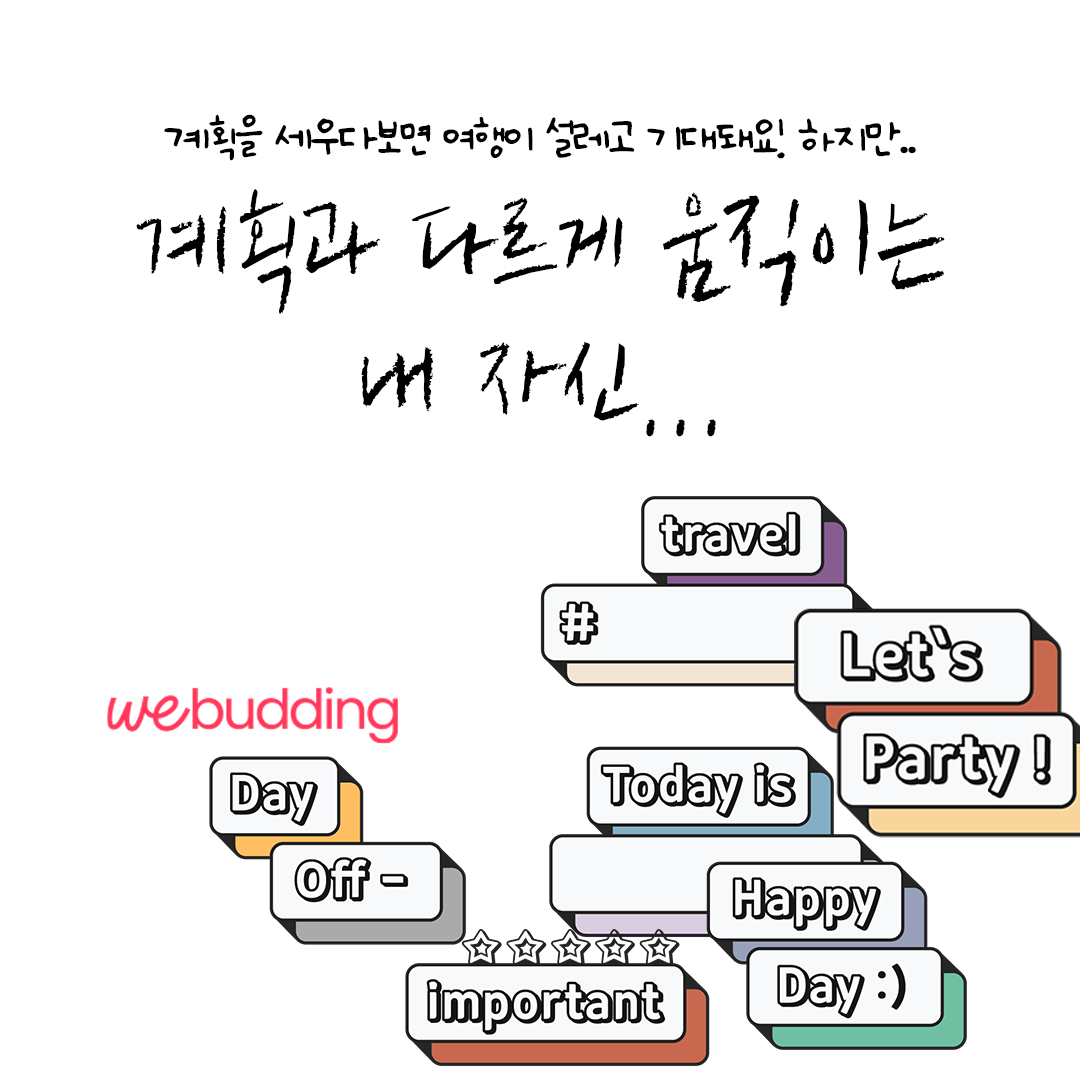 계획을 세우다보면 여행이 설레고 기대돼요! 하지만..
계획과 다르게 움직이는
내 자신...
travel
#
Let`s
Party !
webudding
Day
Off -
Today is
Happy
Day :)
important